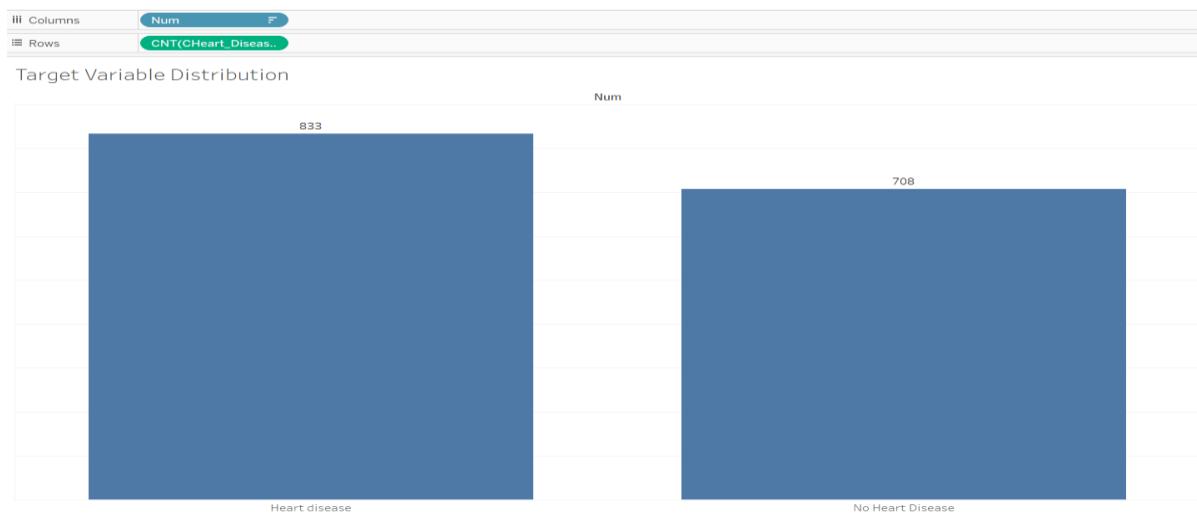 Columns Num
Rows CNT(CHeart_Diseas..
Target Variable Distribution
Num
833
708
Heart disease No Heart Disease